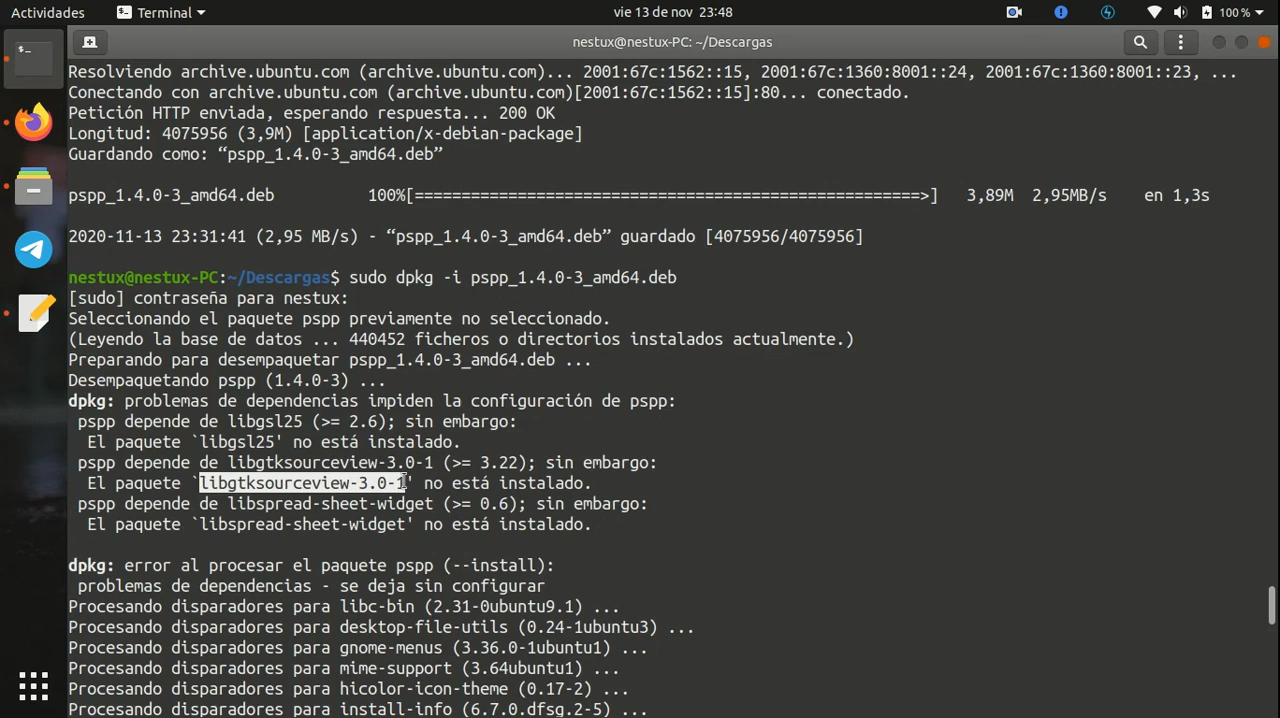 Actividades
Terminal
vie 13 de nov 23:48
100 %
nestux@nestux-PC: ~/Descargas
Resolviendo archive.ubuntu.com (archive.ubuntu.com)... 2001:67c:1562::15, 2001:67c:1360:8001::24, 2001:67c:1360:8001::23, ...
Conectando con archive.ubuntu.com (archive.ubuntu.com)[2001:67c:1562::15]:80... conectado.
Petición HTTP enviada, esperando respuesta... 200 OK
Longitud: 4075956 (3,9M) [application/x-debian-package]
Guardando como: “pspp_1.4.0-3_amd64.deb”
pspp_1.4.0-3_amd64.deb 100%[======================================================>] 3,89M 2,95MB/s en 1,3s
2020-11-13 23:31:41 (2,95 MB/s) - “pspp_1.4.0-3_amd64.deb” guardado [4075956/4075956]
nestux@nestux-PC:~/Descargas$ sudo dpkg -i pspp_1.4.0-3_amd64.deb
[sudo] contraseña para nestux:
Seleccionando el paquete pspp previamente no seleccionado.
(Leyendo la base de datos ... 440452 ficheros o directorios instalados actualmente.)
Preparando para desempaquetar pspp_1.4.0-3_amd64.deb ...
Desempaquetando pspp (1.4.0-3) ...
dpkg: problemas de dependencias impiden la configuración de pspp:
pspp depende de libgsl25 (>= 2.6); sin embargo:
El paquete `libgsl25' no está instalado.
pspp depende de libgtksourceview-3.0-1 (>= 3.22); sin embargo:
El paquete `libgtksourceview-3.0-1' no está instalado.
pspp depende de libspread-sheet-widget (>= 0.6); sin embargo:
El paquete `libspread-sheet-widget' no está instalado.
dpkg: error al procesar el paquete pspp (--install):
problemas de dependencias - se deja sin configurar
Procesando disparadores para libc-bin (2.31-0ubuntu9.1) ...
Procesando disparadores para desktop-file-utils (0.24-1ubuntu3) ...
Procesando disparadores para gnome-menus (3.36.0-1ubuntu1) ...
Procesando disparadores para mime-support (3.64ubuntu1) ...
Procesando disparadores para hicolor-icon-theme (0.17-2) ...
Procesando disparadores para install-info (6.7.0.dfsg.2-5) ...